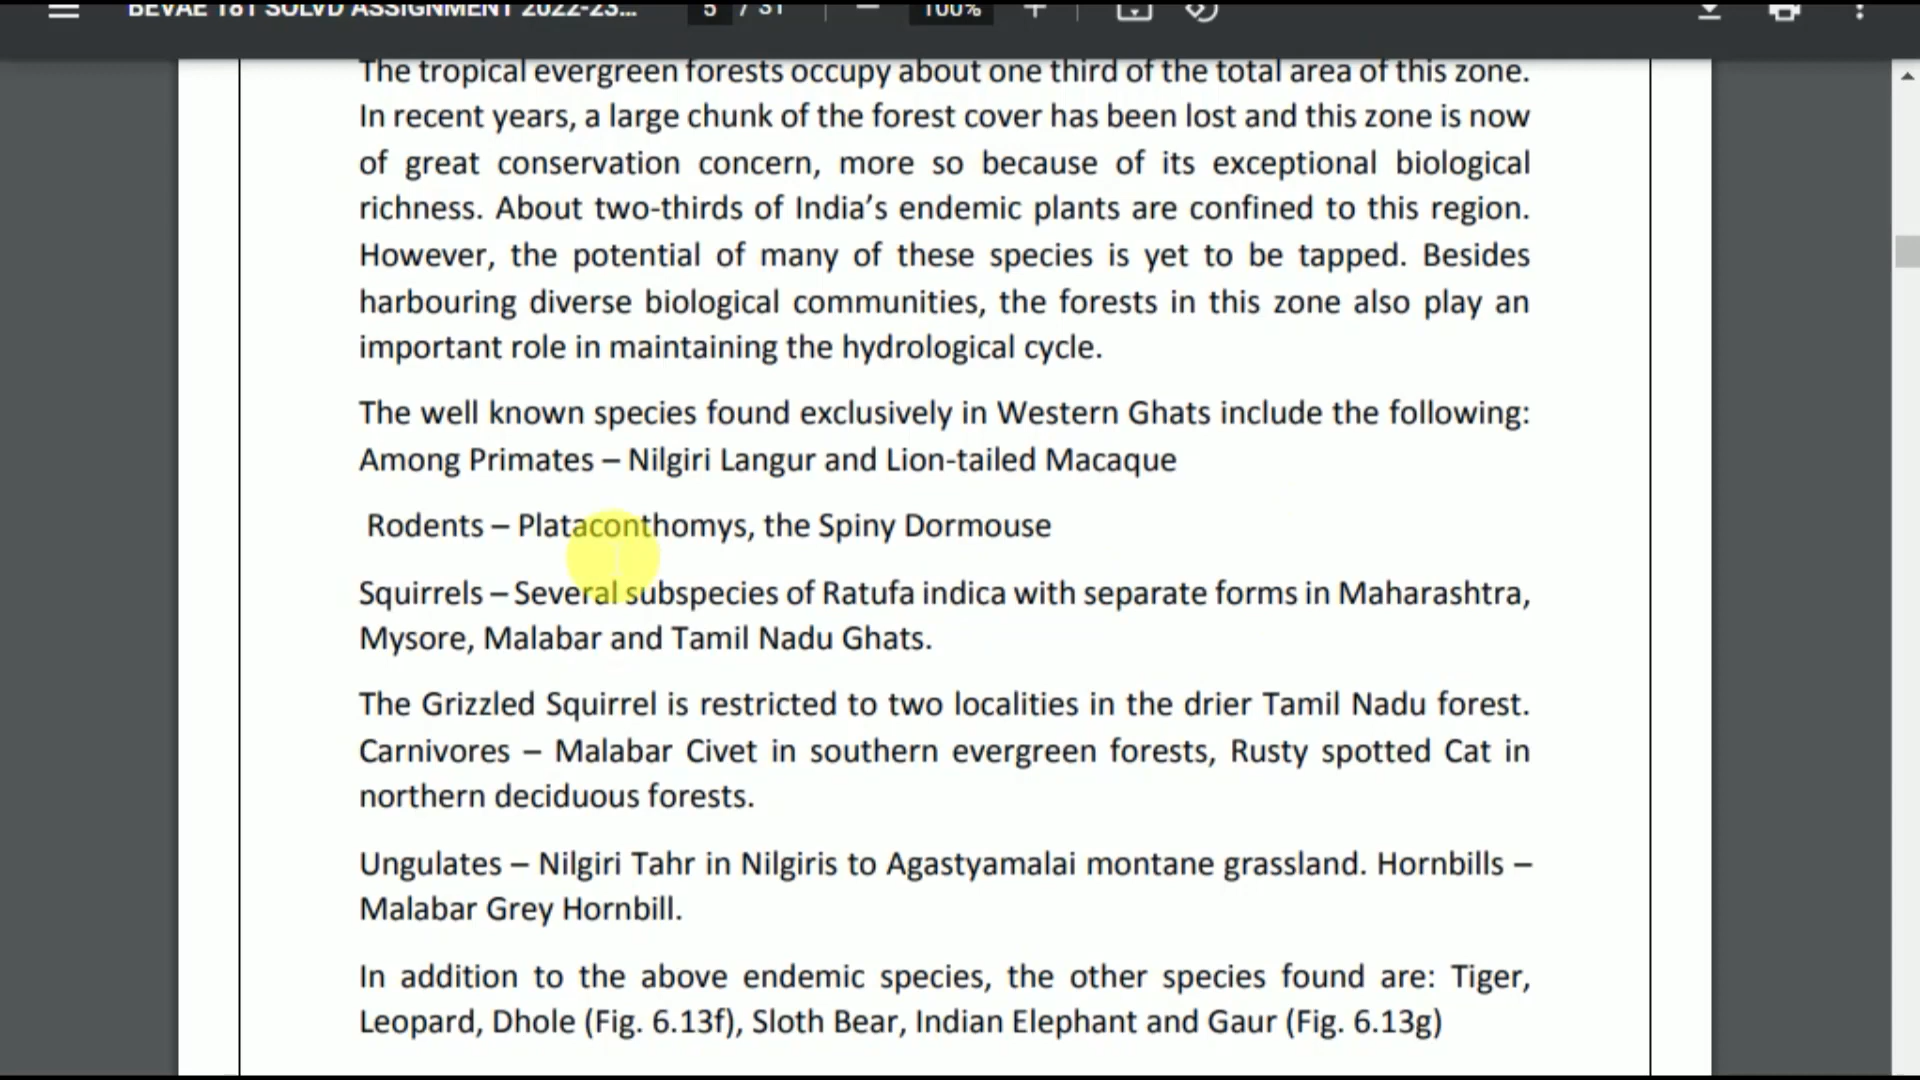 BEVAE 181 SOLVD ASSIGNMENT 2022-23... 5 / 31 100%
The tropical evergreen forests occupy about one third of the total area of this zone.
In recent years, a large chunk of the forest cover has been lost and this zone is now
of great conservation concern, more so because of its exceptional biological
richness. About two-thirds of India’s endemic plants are confined to this region.
However, the potential of many of these species is yet to be tapped. Besides
harbouring diverse biological communities, the forests in this zone also play an
important role in maintaining the hydrological cycle.
The well known species found exclusively in Western Ghats include the following:
Among Primates – Nilgiri Langur and Lion-tailed Macaque
Rodents – Plataconthomys, the Spiny Dormouse
Squirrels – Several subspecies of Ratufa indica with separate forms in Maharashtra,
Mysore, Malabar and Tamil Nadu Ghats.
The Grizzled Squirrel is restricted to two localities in the drier Tamil Nadu forest.
Carnivores – Malabar Civet in southern evergreen forests, Rusty spotted Cat in
northern deciduous forests.
Ungulates – Nilgiri Tahr in Nilgiris to Agastyamalai montane grassland. Hornbills –
Malabar Grey Hornbill.
In addition to the above endemic species, the other species found are: Tiger,
Leopard, Dhole (Fig. 6.13f), Sloth Bear, Indian Elephant and Gaur (Fig. 6.13g)